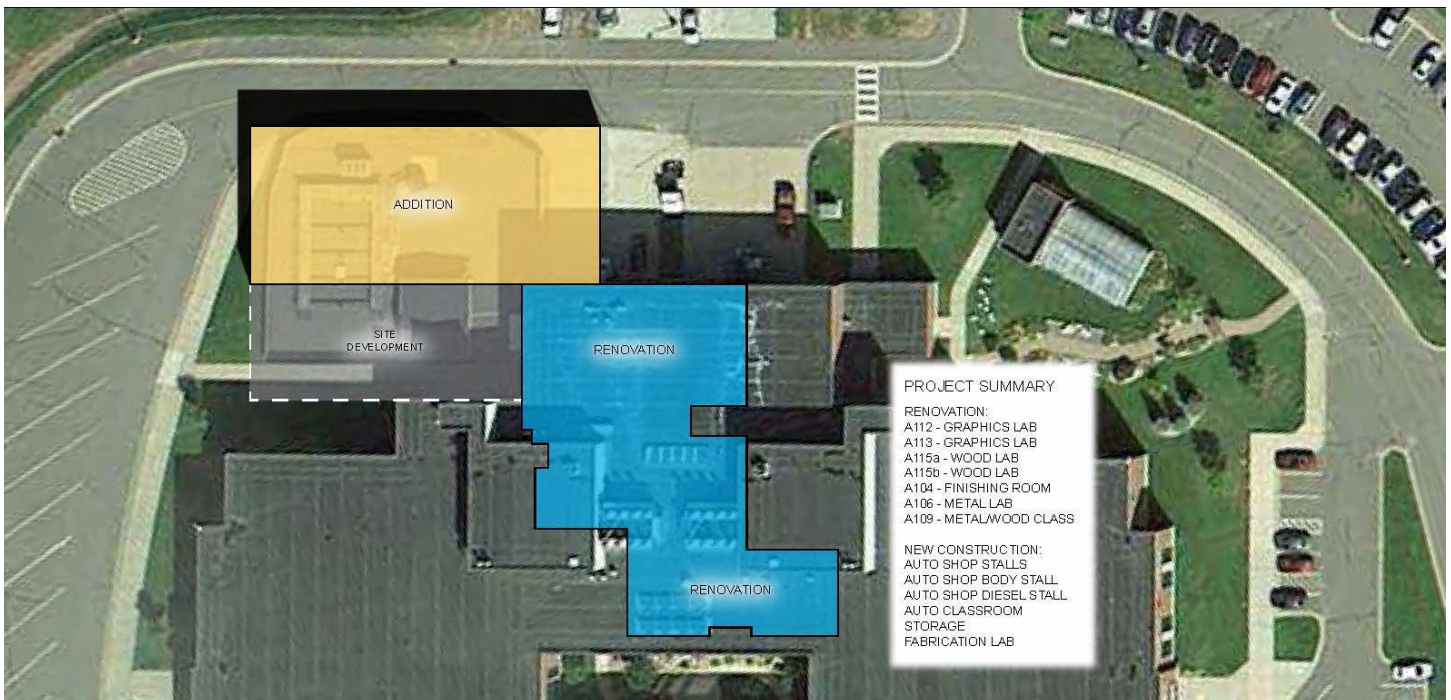 ADDITION
SITE
DEVELOPMENT
RENOVATION
RENOVATION
PROJECT SUMMARY
RENOVATION:
A112 - GRAPHICS LAB
A113 - GRAPHICS LAB
A115a - WOOD LAB
A115b - WOOD LAB
A104 - FINISHING ROOM
A106 - METAL LAB
A109 - METAL/WOOD CLASS
NEW CONSTRUCTION:
AUTO SHOP STALLS
AUTO SHOP BODY STALL
AUTO SHOP DIESEL STALL
AUTO CLASSROOM
STORAGE
FABRICATION LAB